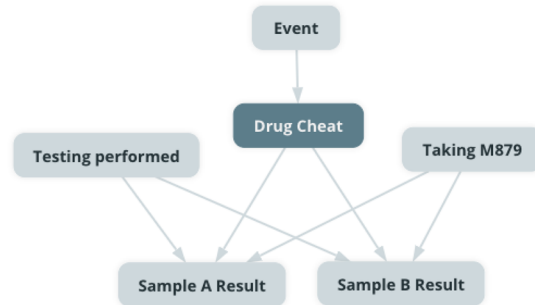 Event
Drug Cheat
Testing performed
Taking M879
Sample A Result
Sample B Result